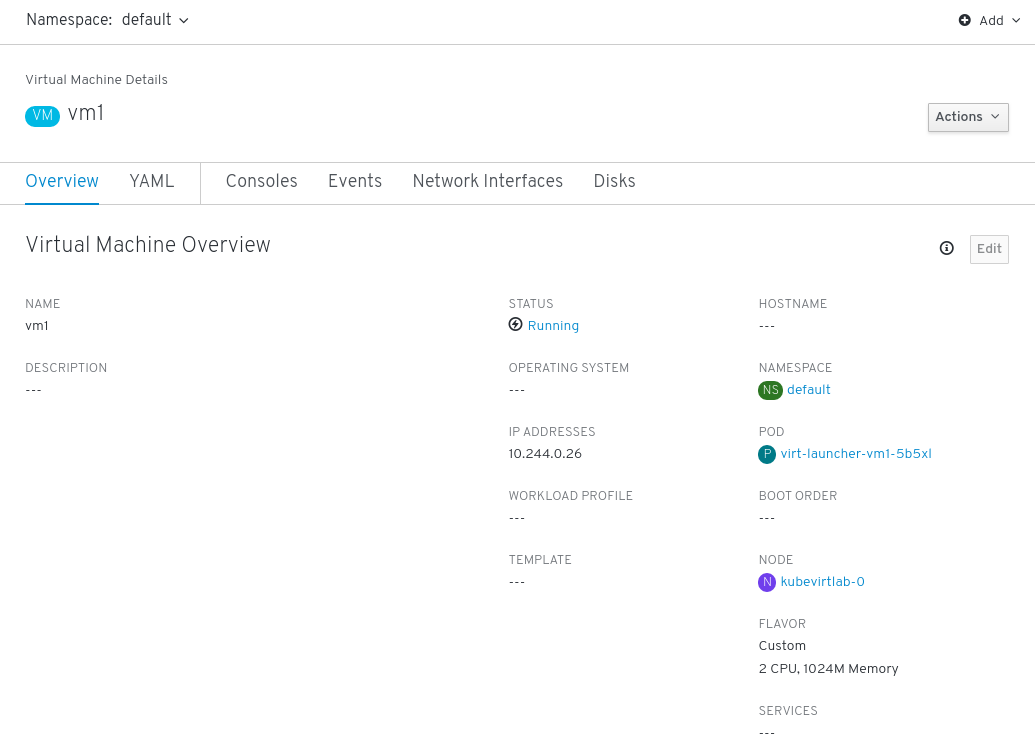 Namespace: default
Add
Virtual Machine Details
VM vm1
Actions
Overview YAML Consoles Events Network Interfaces Disks
Virtual Machine Overview
Edit
NAME
vm1
DESCRIPTION
---
STATUS
Running
OPERATING SYSTEM
---
IP ADDRESSES
10.244.0.26
WORKLOAD PROFILE
---
TEMPLATE
---
HOSTNAME
---
NAMESPACE
NS default
POD
P virt-launcher-vm1-5b5xl
BOOT ORDER
---
NODE
N kubevirtlab-0
FLAVOR
Custom
2 CPU, 1024M Memory
SERVICES
---